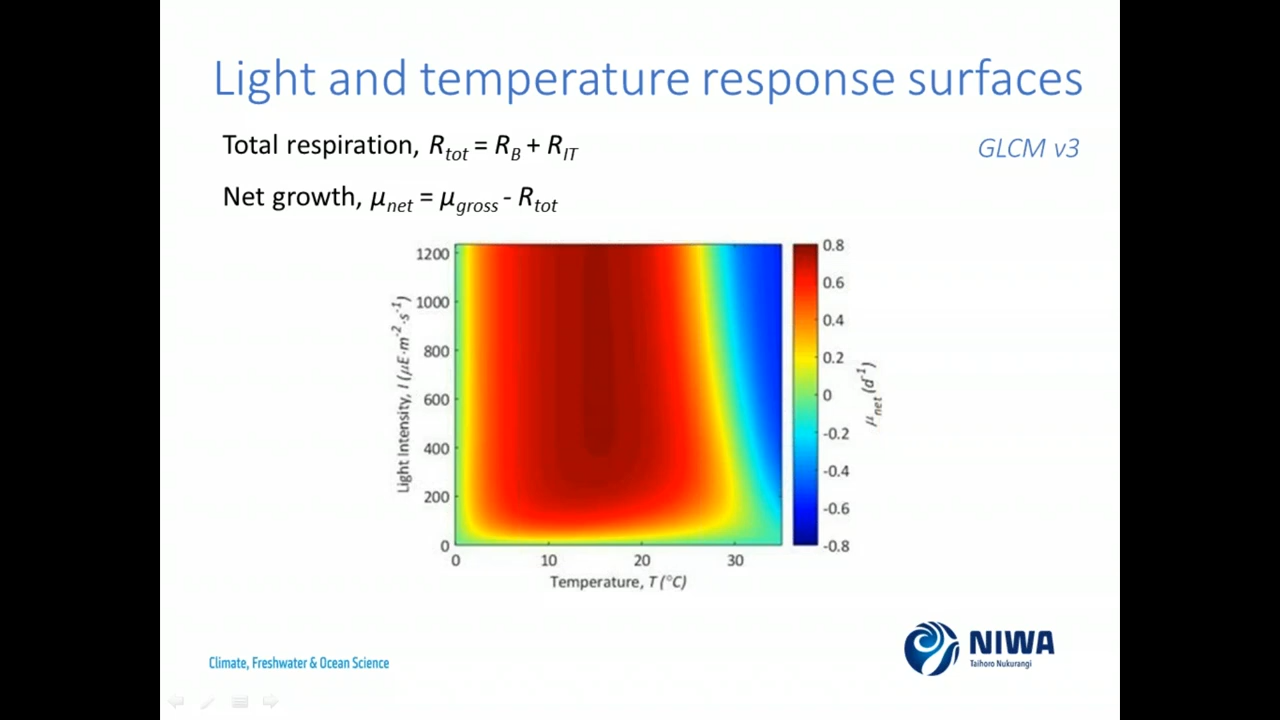 Light and temperature response surfaces
Total respiration, R_tot = R_B + R_IT
GLCM v3
Net growth, μ_net = μ_gross - R_tot
1200
1000
800
600
400
200
0
Light Intensity, I (μE·m⁻²·s⁻¹)
0 10 20 30
Temperature, T (°C)
0.8
0.6
0.4
0.2
0
-0.2
-0.4
-0.6
-0.8
μ_net (d⁻¹)
Climate, Freshwater & Ocean Science
NIWA
Taihoro Nukurangi